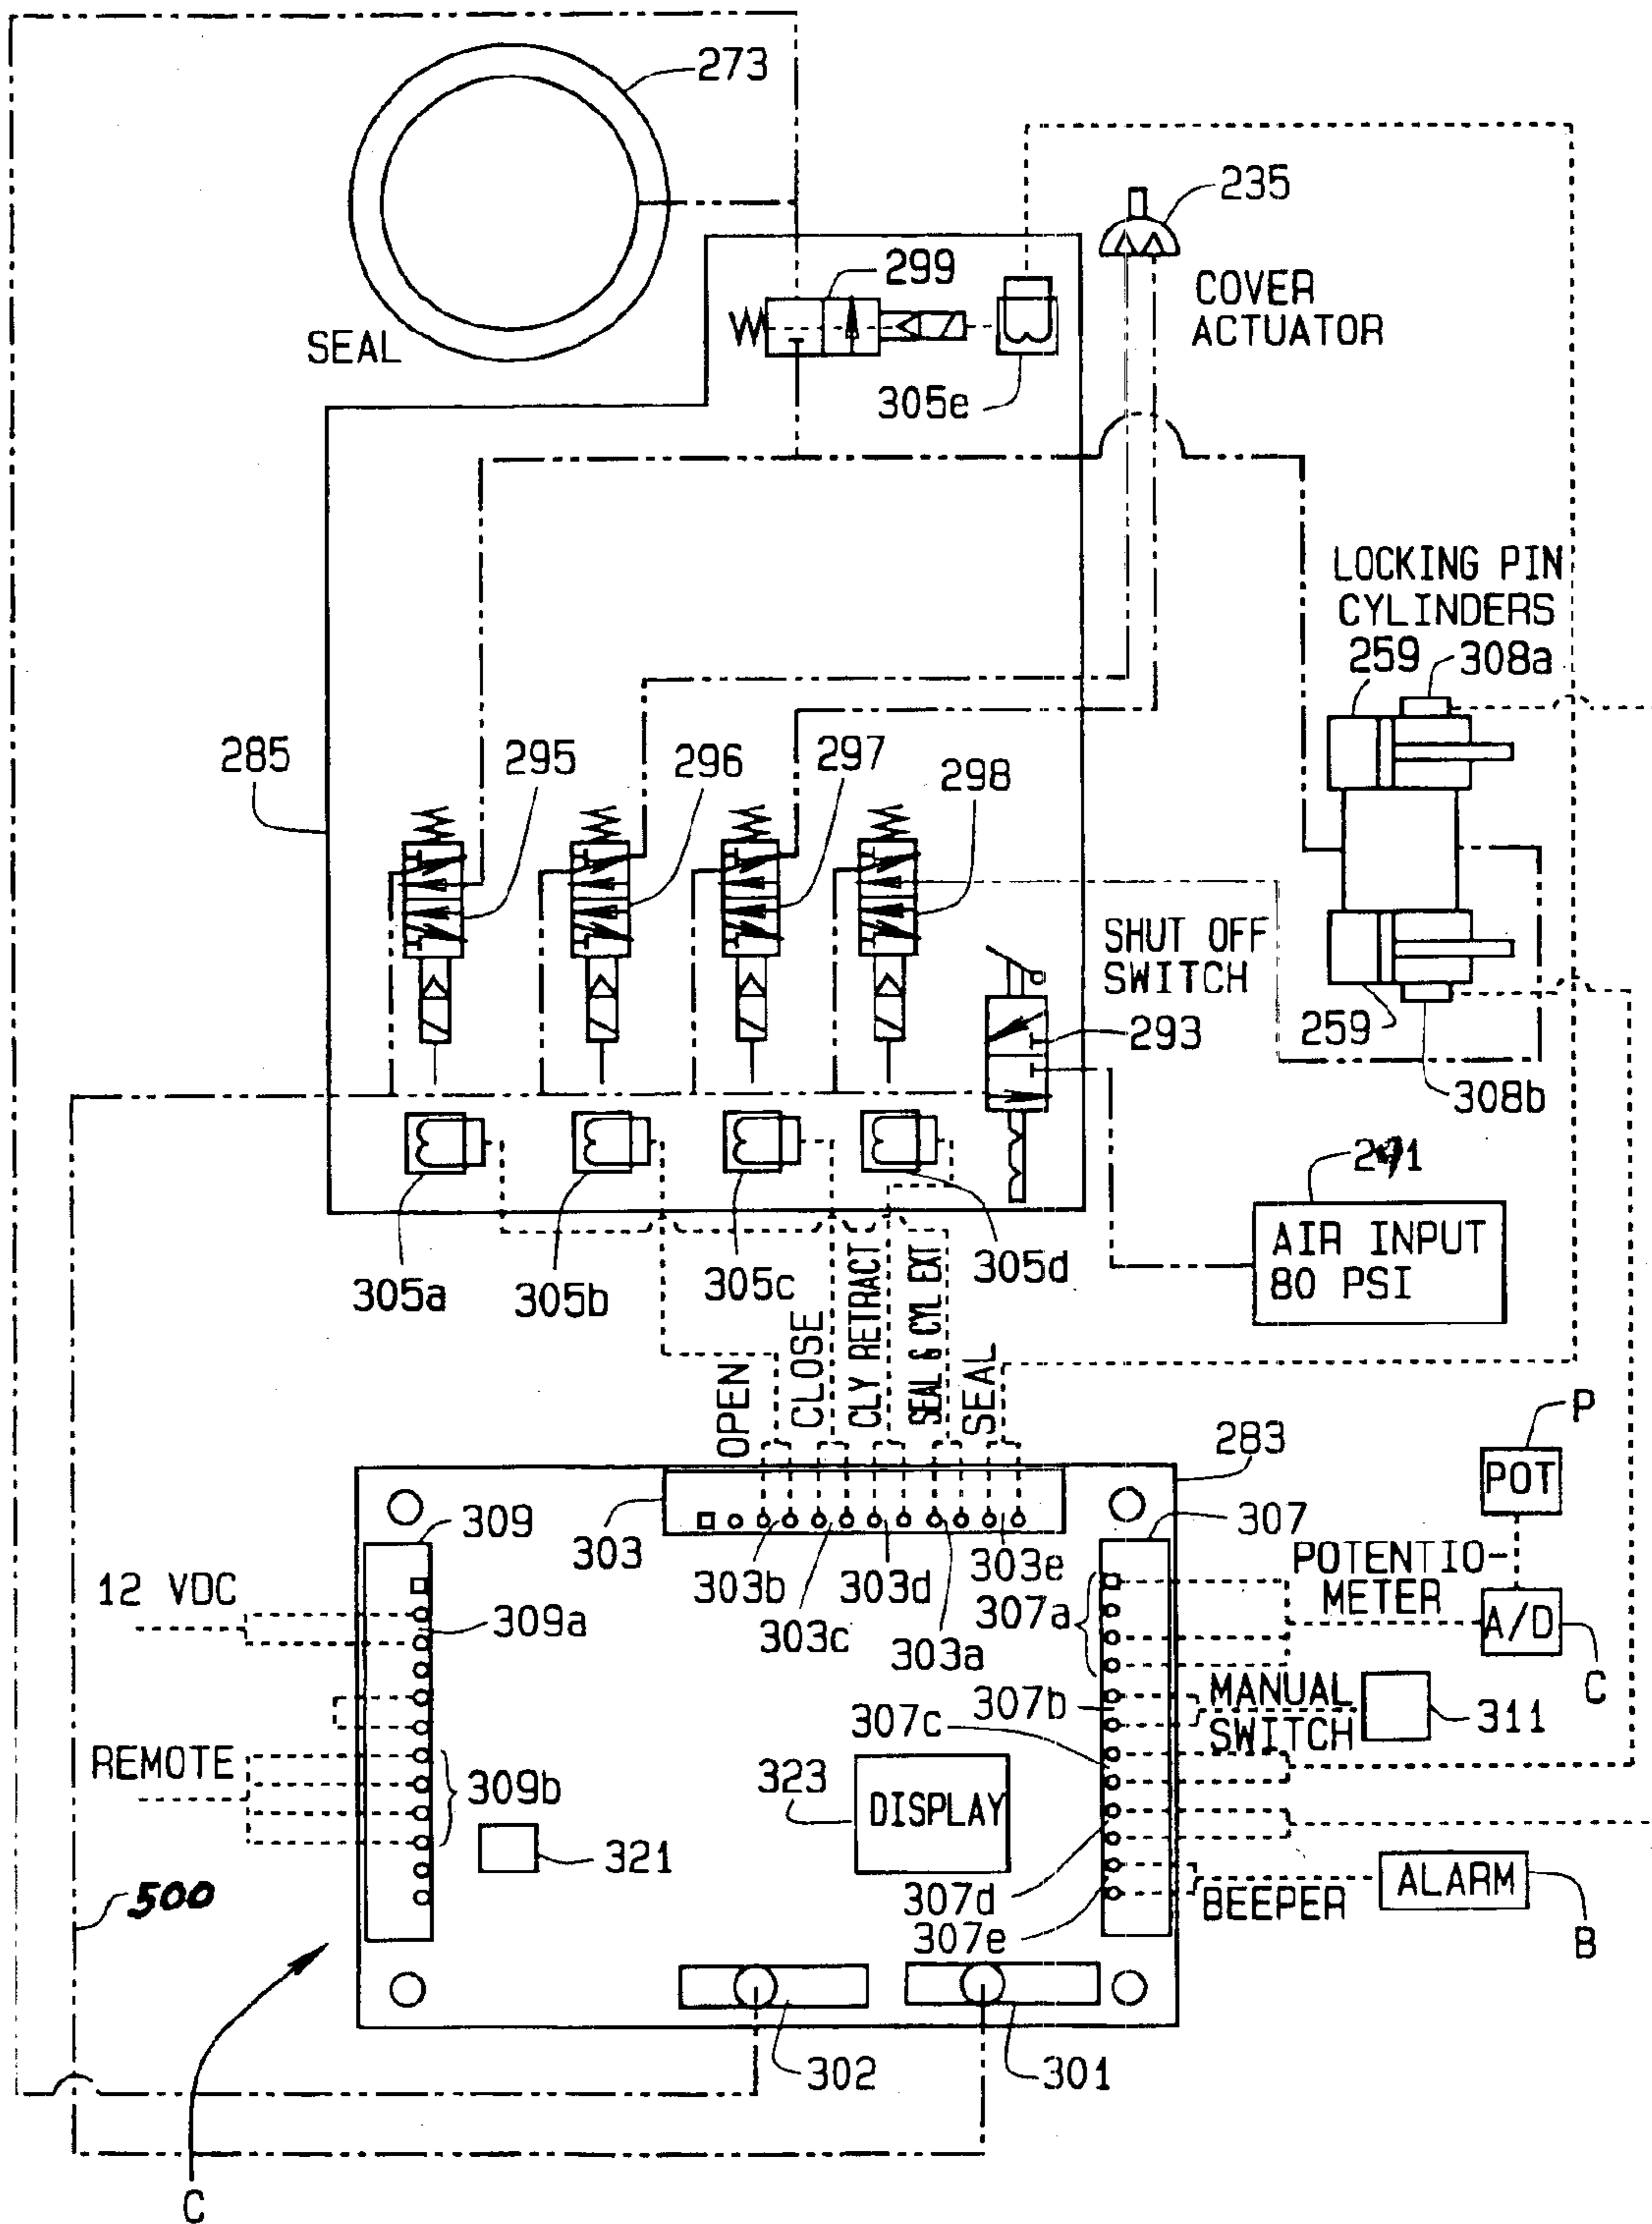 273
235
SEAL
299
COVER
ACTUATOR
305e
LOCKING PIN
CYLINDERS
259
308a
285
295
296
297
298
SHUT OFF
SWITCH
293
259
308b
AIR INPUT
80 PSI
305a
305b
305c
305d
OPEN
CLOSE
CLY RETRACT
SEAL & CYL EXT
SEAL
P
POT
283
309
303
307
12 VDC
309a
303b
303c
303d
303a
303e
307a
POTENTIO-
METER
A/D
C
307b
307c
MANUAL
SWITCH
311
REMOTE
309b
323
DISPLAY
321
307d
307e
BEEPER
ALARM
B
500
302
301
C